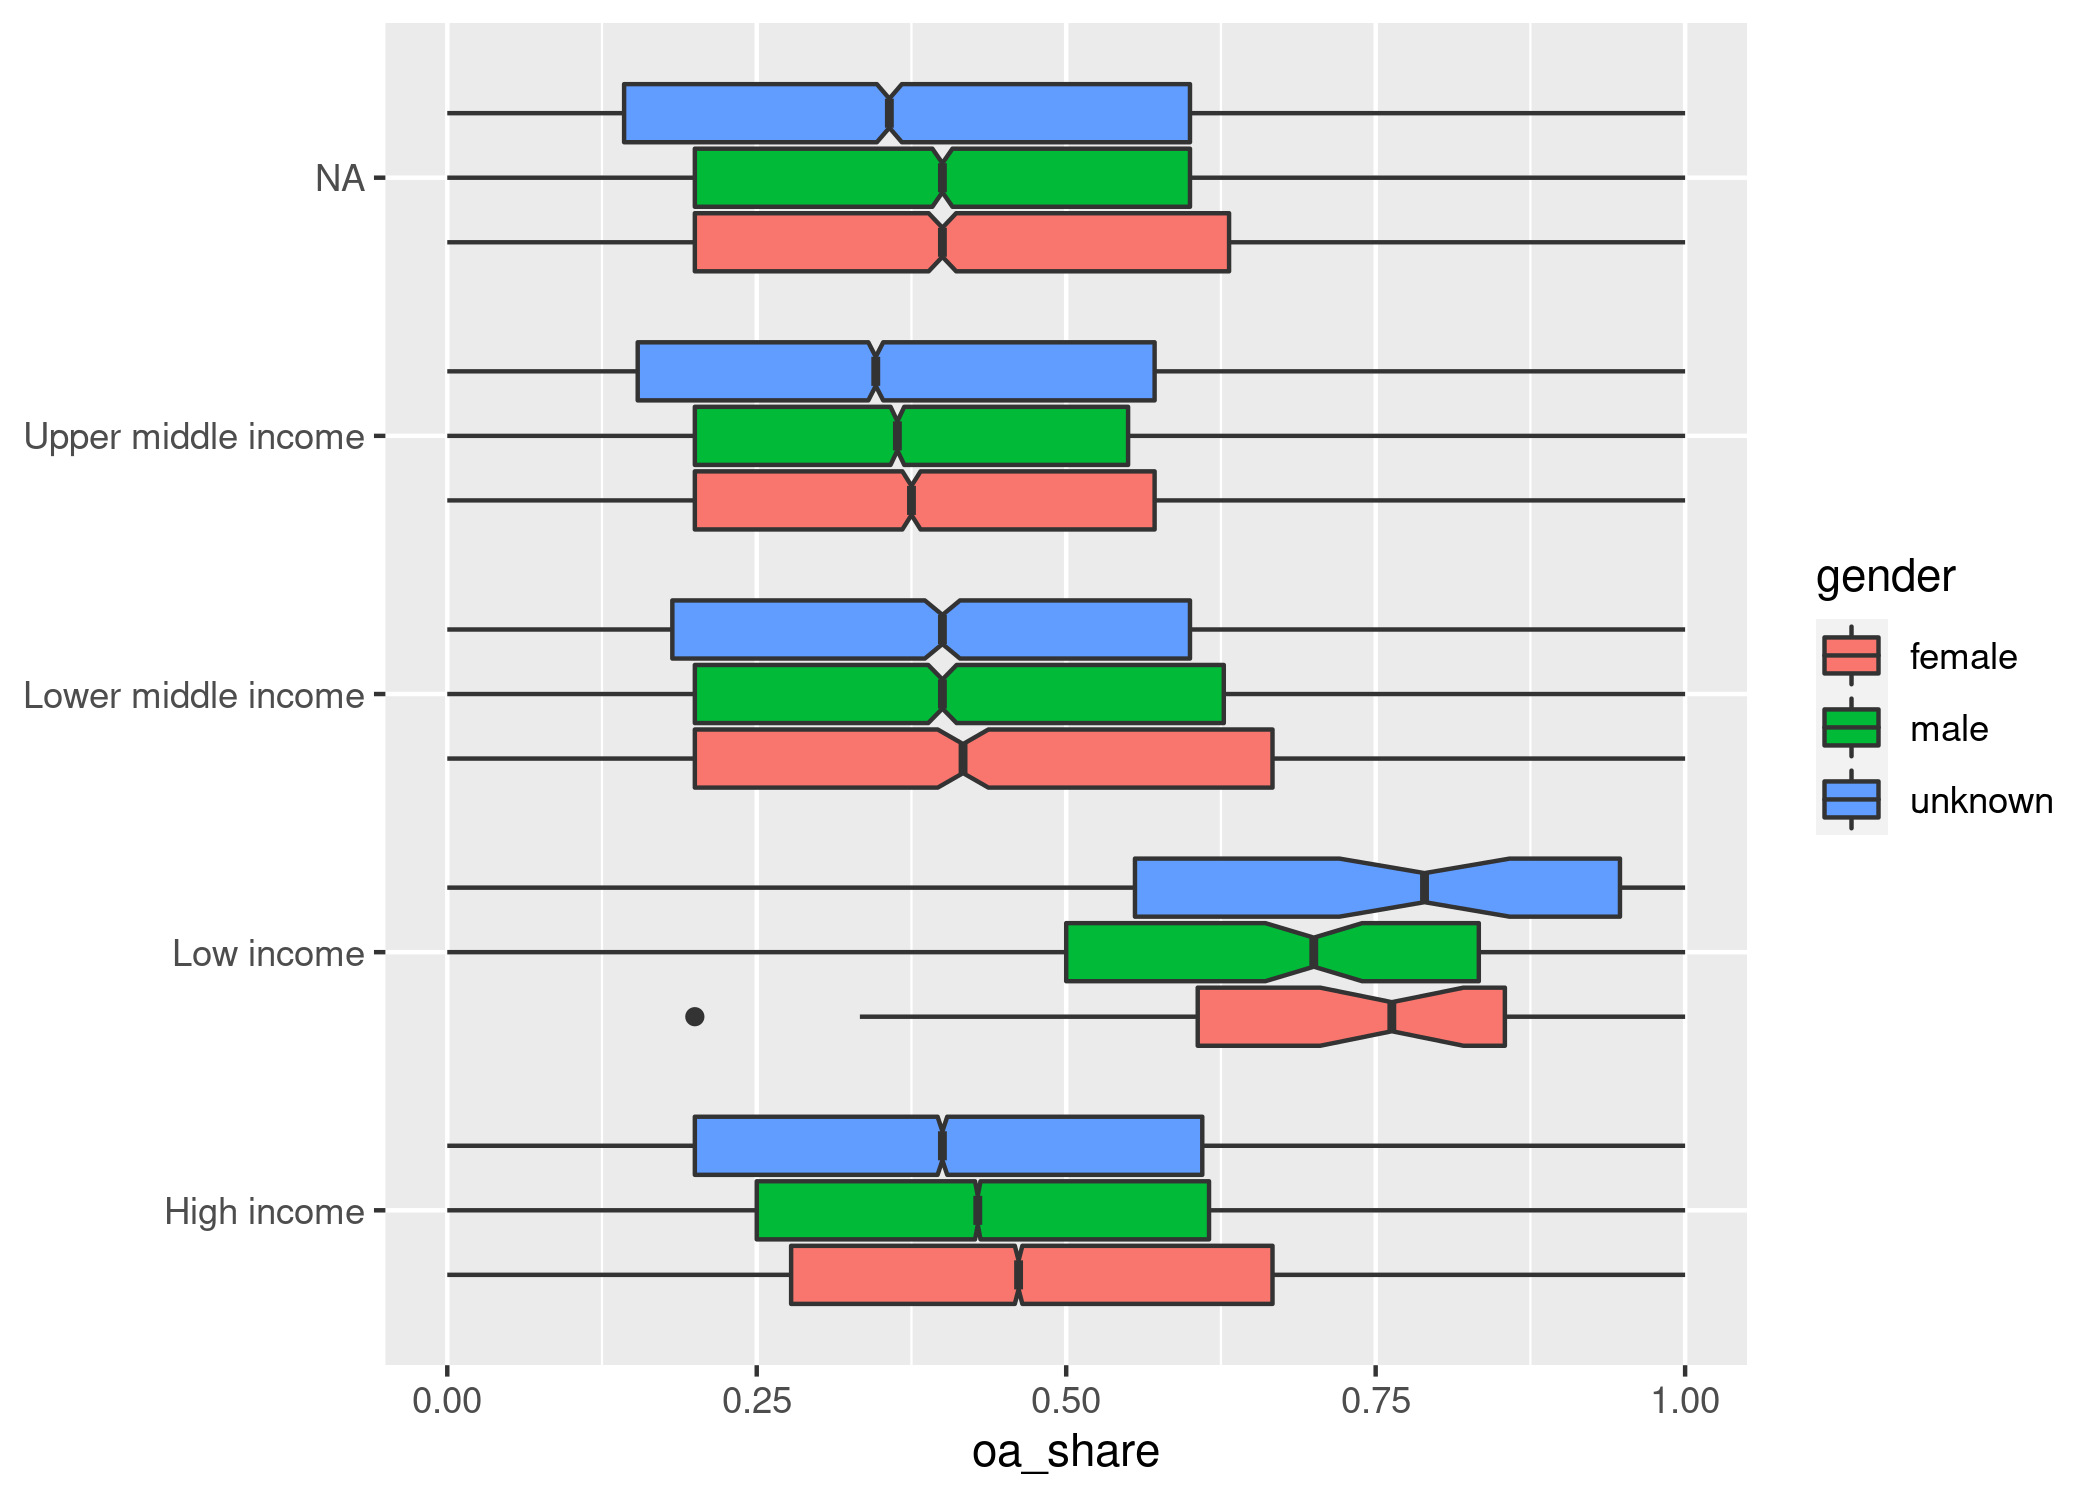 NA
Upper middle income
Lower middle income
Low income
High income
0.00 0.25 0.50 0.75 1.00
oa_share
gender
female
male
unknown